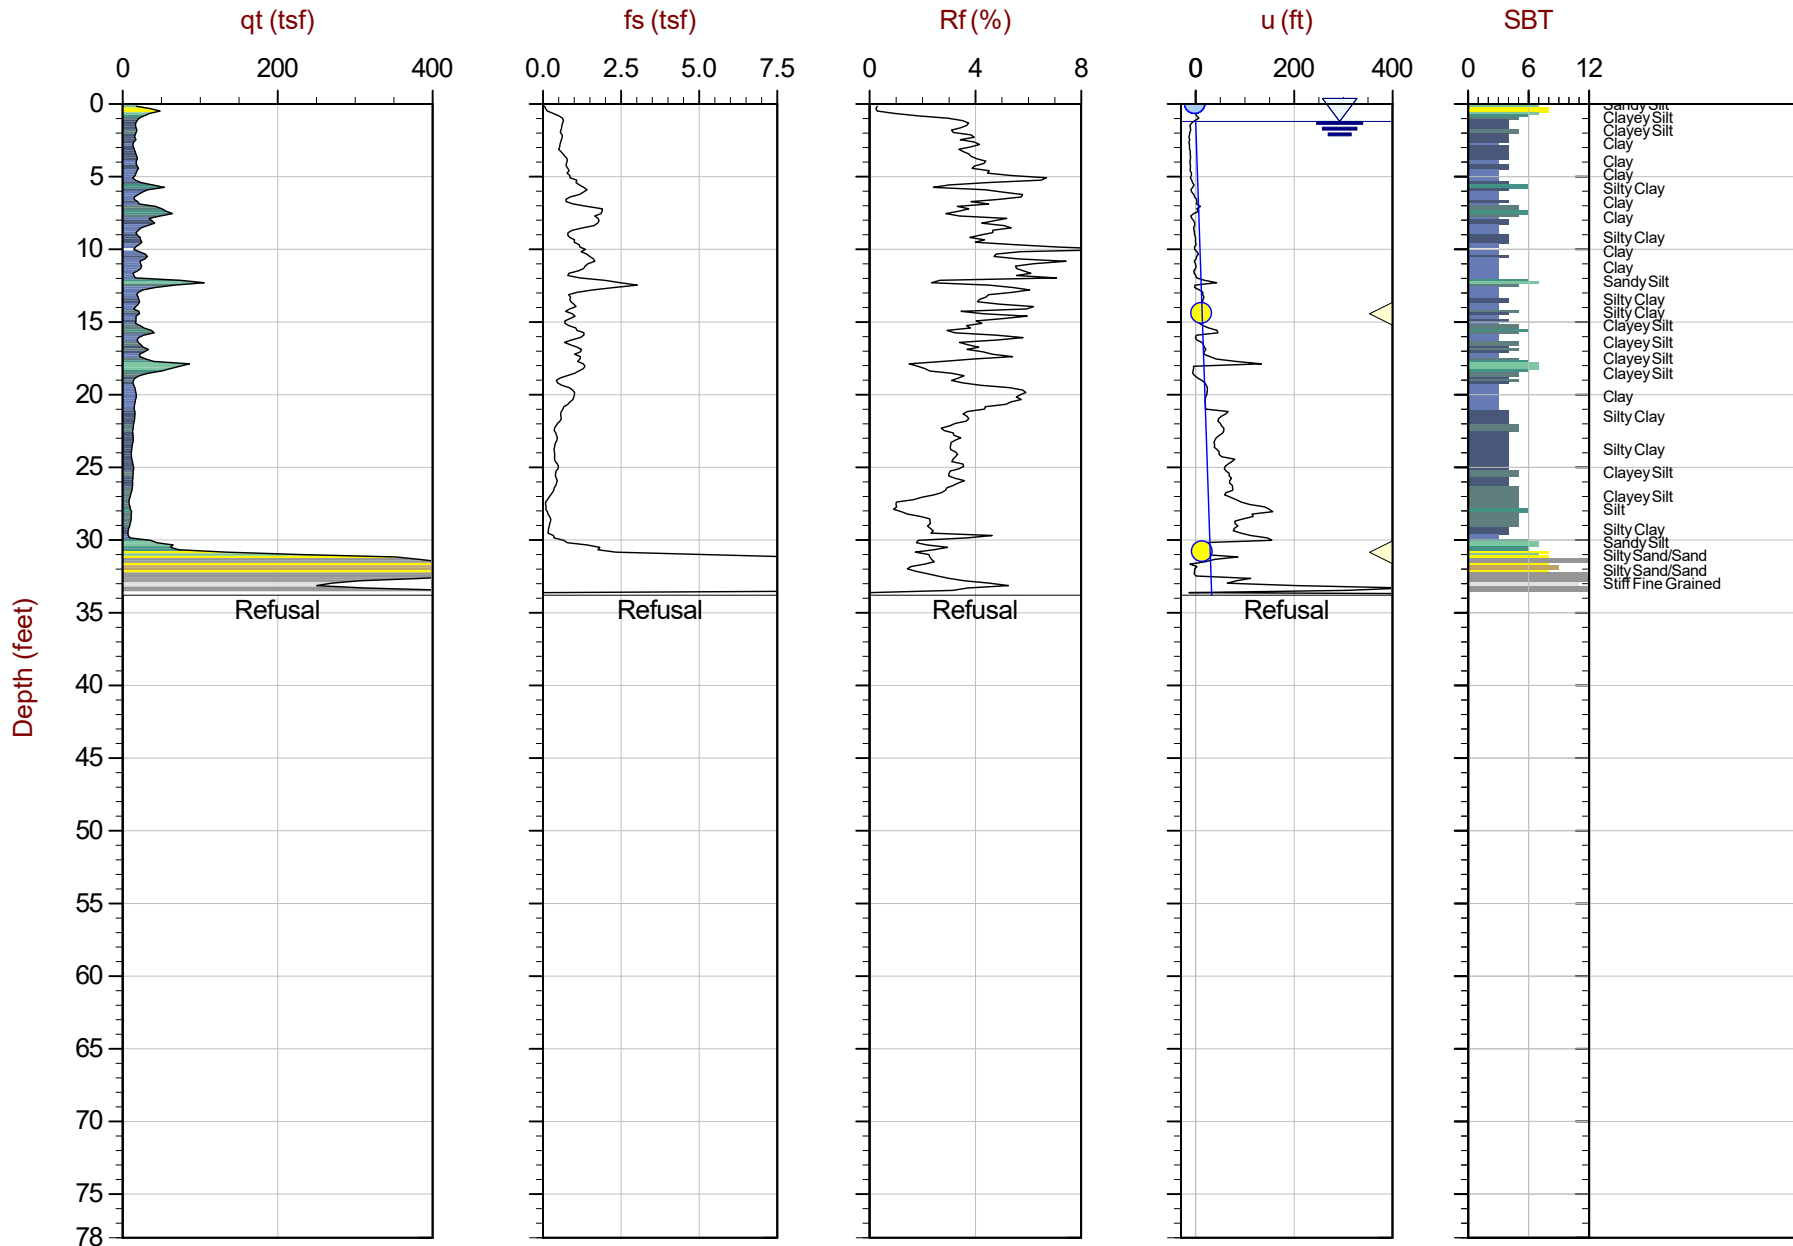 qt (tsf) fs (tsf) Rf (%) u (ft) SBT
0 200 400 0.0 2.5 5.0 7.5 0 4 8 0 200 400 0 6 12
Depth (feet)
0
5
10
15
20
25
30
35
40
45
50
55
60
65
70
75
78
Sandy Silt
Clayey Silt
Clay
Clay
Clay
Silty Clay
Clay
Clay
Silty Clay
Clay
Clay
Sandy Silt
Silty Clay
Silty Clay
Clayey Silt
Clayey Silt
Clayey Silt
Clayey Silt
Clay
Silty Clay
Silty Clay
Clayey Silt
Clayey Silt
Silt
Silty Clay
Sandy Silt
Silty Sand/Sand
Silty Sand/Sand
Stiff Fine Grained
Refusal Refusal Refusal Refusal